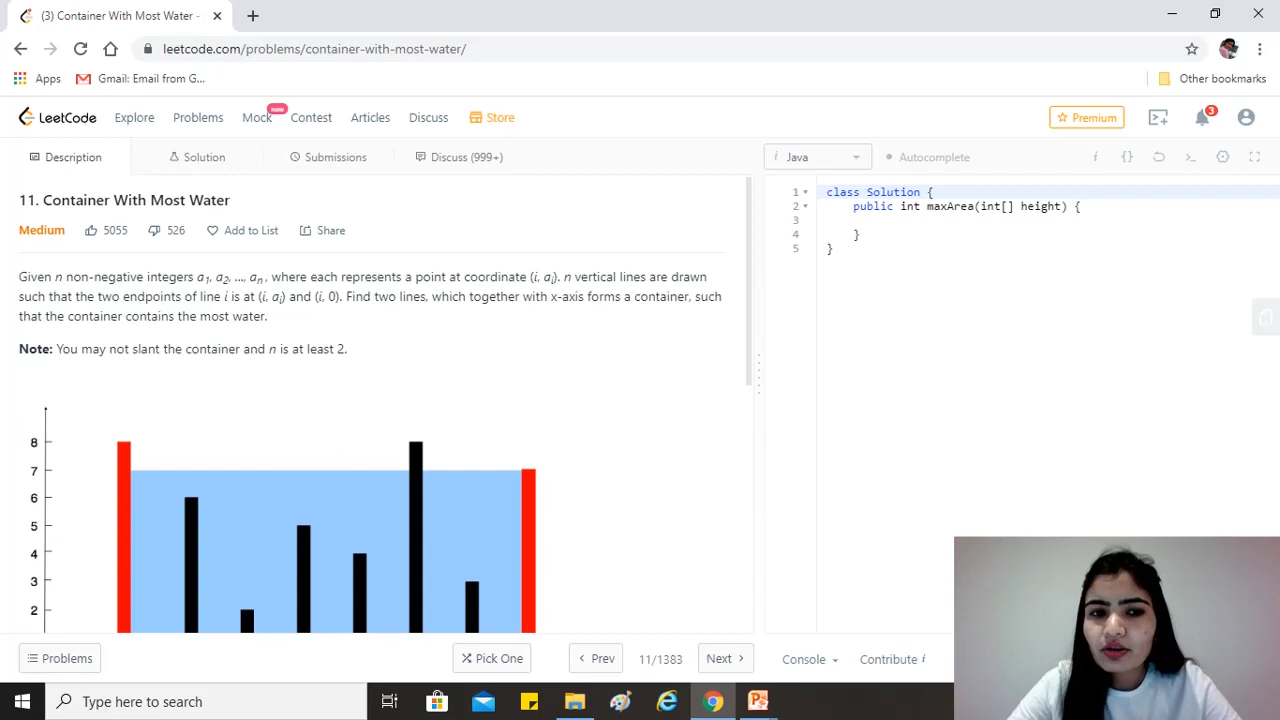 (3) Container With Most Water -
leetcode.com/problems/container-with-most-water/
Apps Gmail: Email from G... Other bookmarks
LeetCode Explore Problems Mock new Contest Articles Discuss Store Premium 3
Description Solution Submissions Discuss (999+)
i Java Autocomplete i {}
11. Container With Most Water
Medium 5055 526 Add to List Share
Given n non-negative integers a1, a2, ..., an , where each represents a point at coordinate (i, ai). n vertical lines are drawn
such that the two endpoints of line i is at (i, ai) and (i, 0). Find two lines, which together with x-axis forms a container, such
that the container contains the most water.
Note: You may not slant the container and n is at least 2.
8
7
6
5
4
3
2
1 class Solution {
2 public int maxArea(int[] height) {
3
4 }
5 }
Problems Pick One Prev 11/1383 Next Console Contribute i
Type here to search